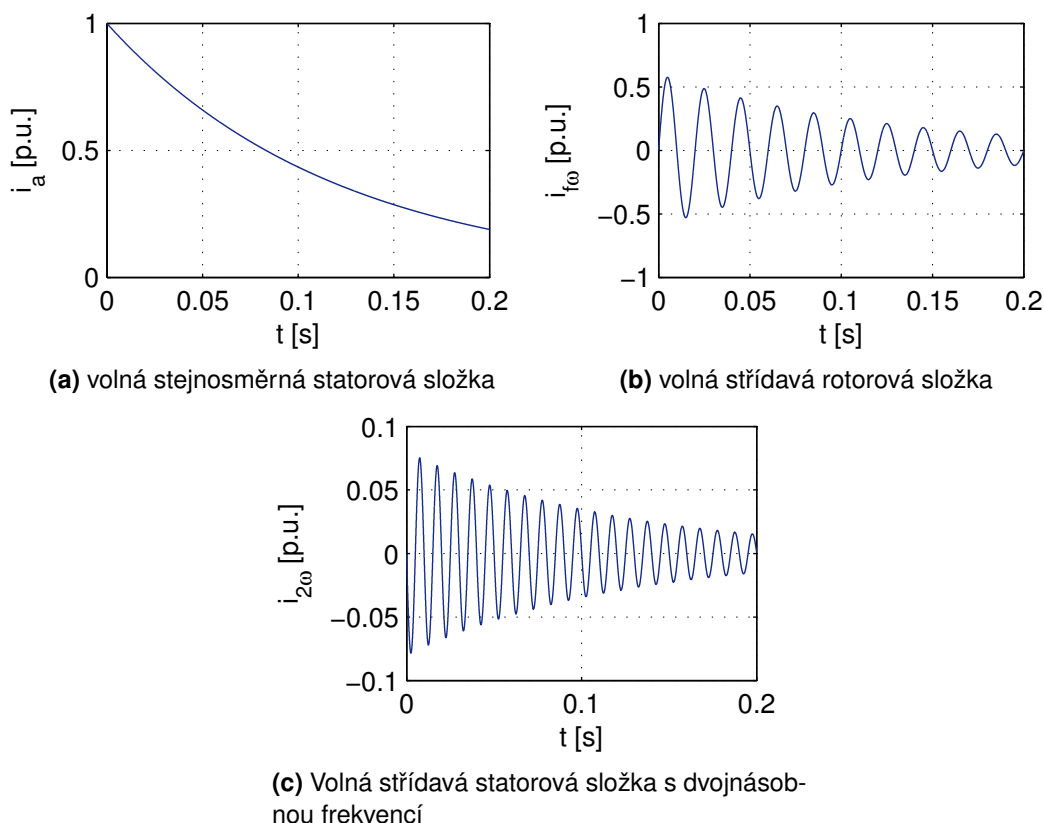 1
0.5
0
0
0.05
0.1
0.15
0.2
i_a [p.u.]
t [s]
(a) volná stejnosměrná statorová složka
1
0.5
0
−0.5
−1
0
0.05
0.1
0.15
0.2
i_fω [p.u.]
t [s]
(b) volná střídavá rotorová složka
0.1
0.05
0
−0.05
−0.1
0
0.1
0.2
i_2ω [p.u.]
t [s]
(c) Volná střídavá statorová složka s dvojnásob-
nou frekvencí